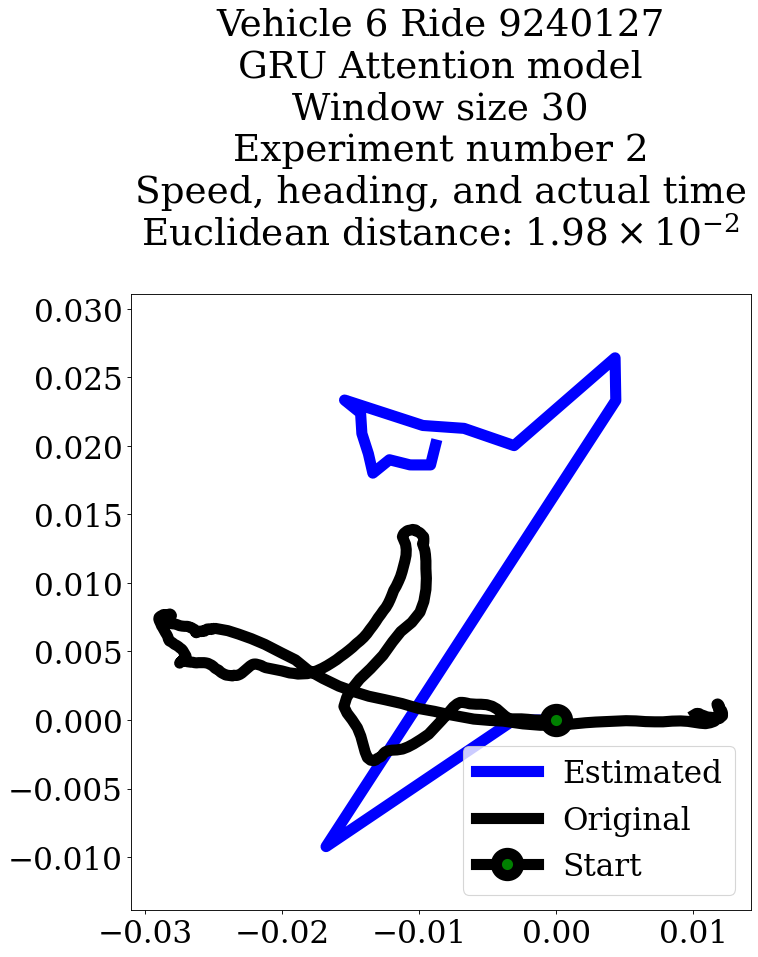 Vehicle 6 Ride 9240127
GRU Attention model
Window size 30
Experiment number 2
Speed, heading, and actual time
Euclidean distance: 1.98 × 10⁻²
0.030
0.025
0.020
0.015
0.010
0.005
0.000
−0.005
−0.010
Estimated
Original
Start
−0.03 −0.02 −0.01 0.00 0.01